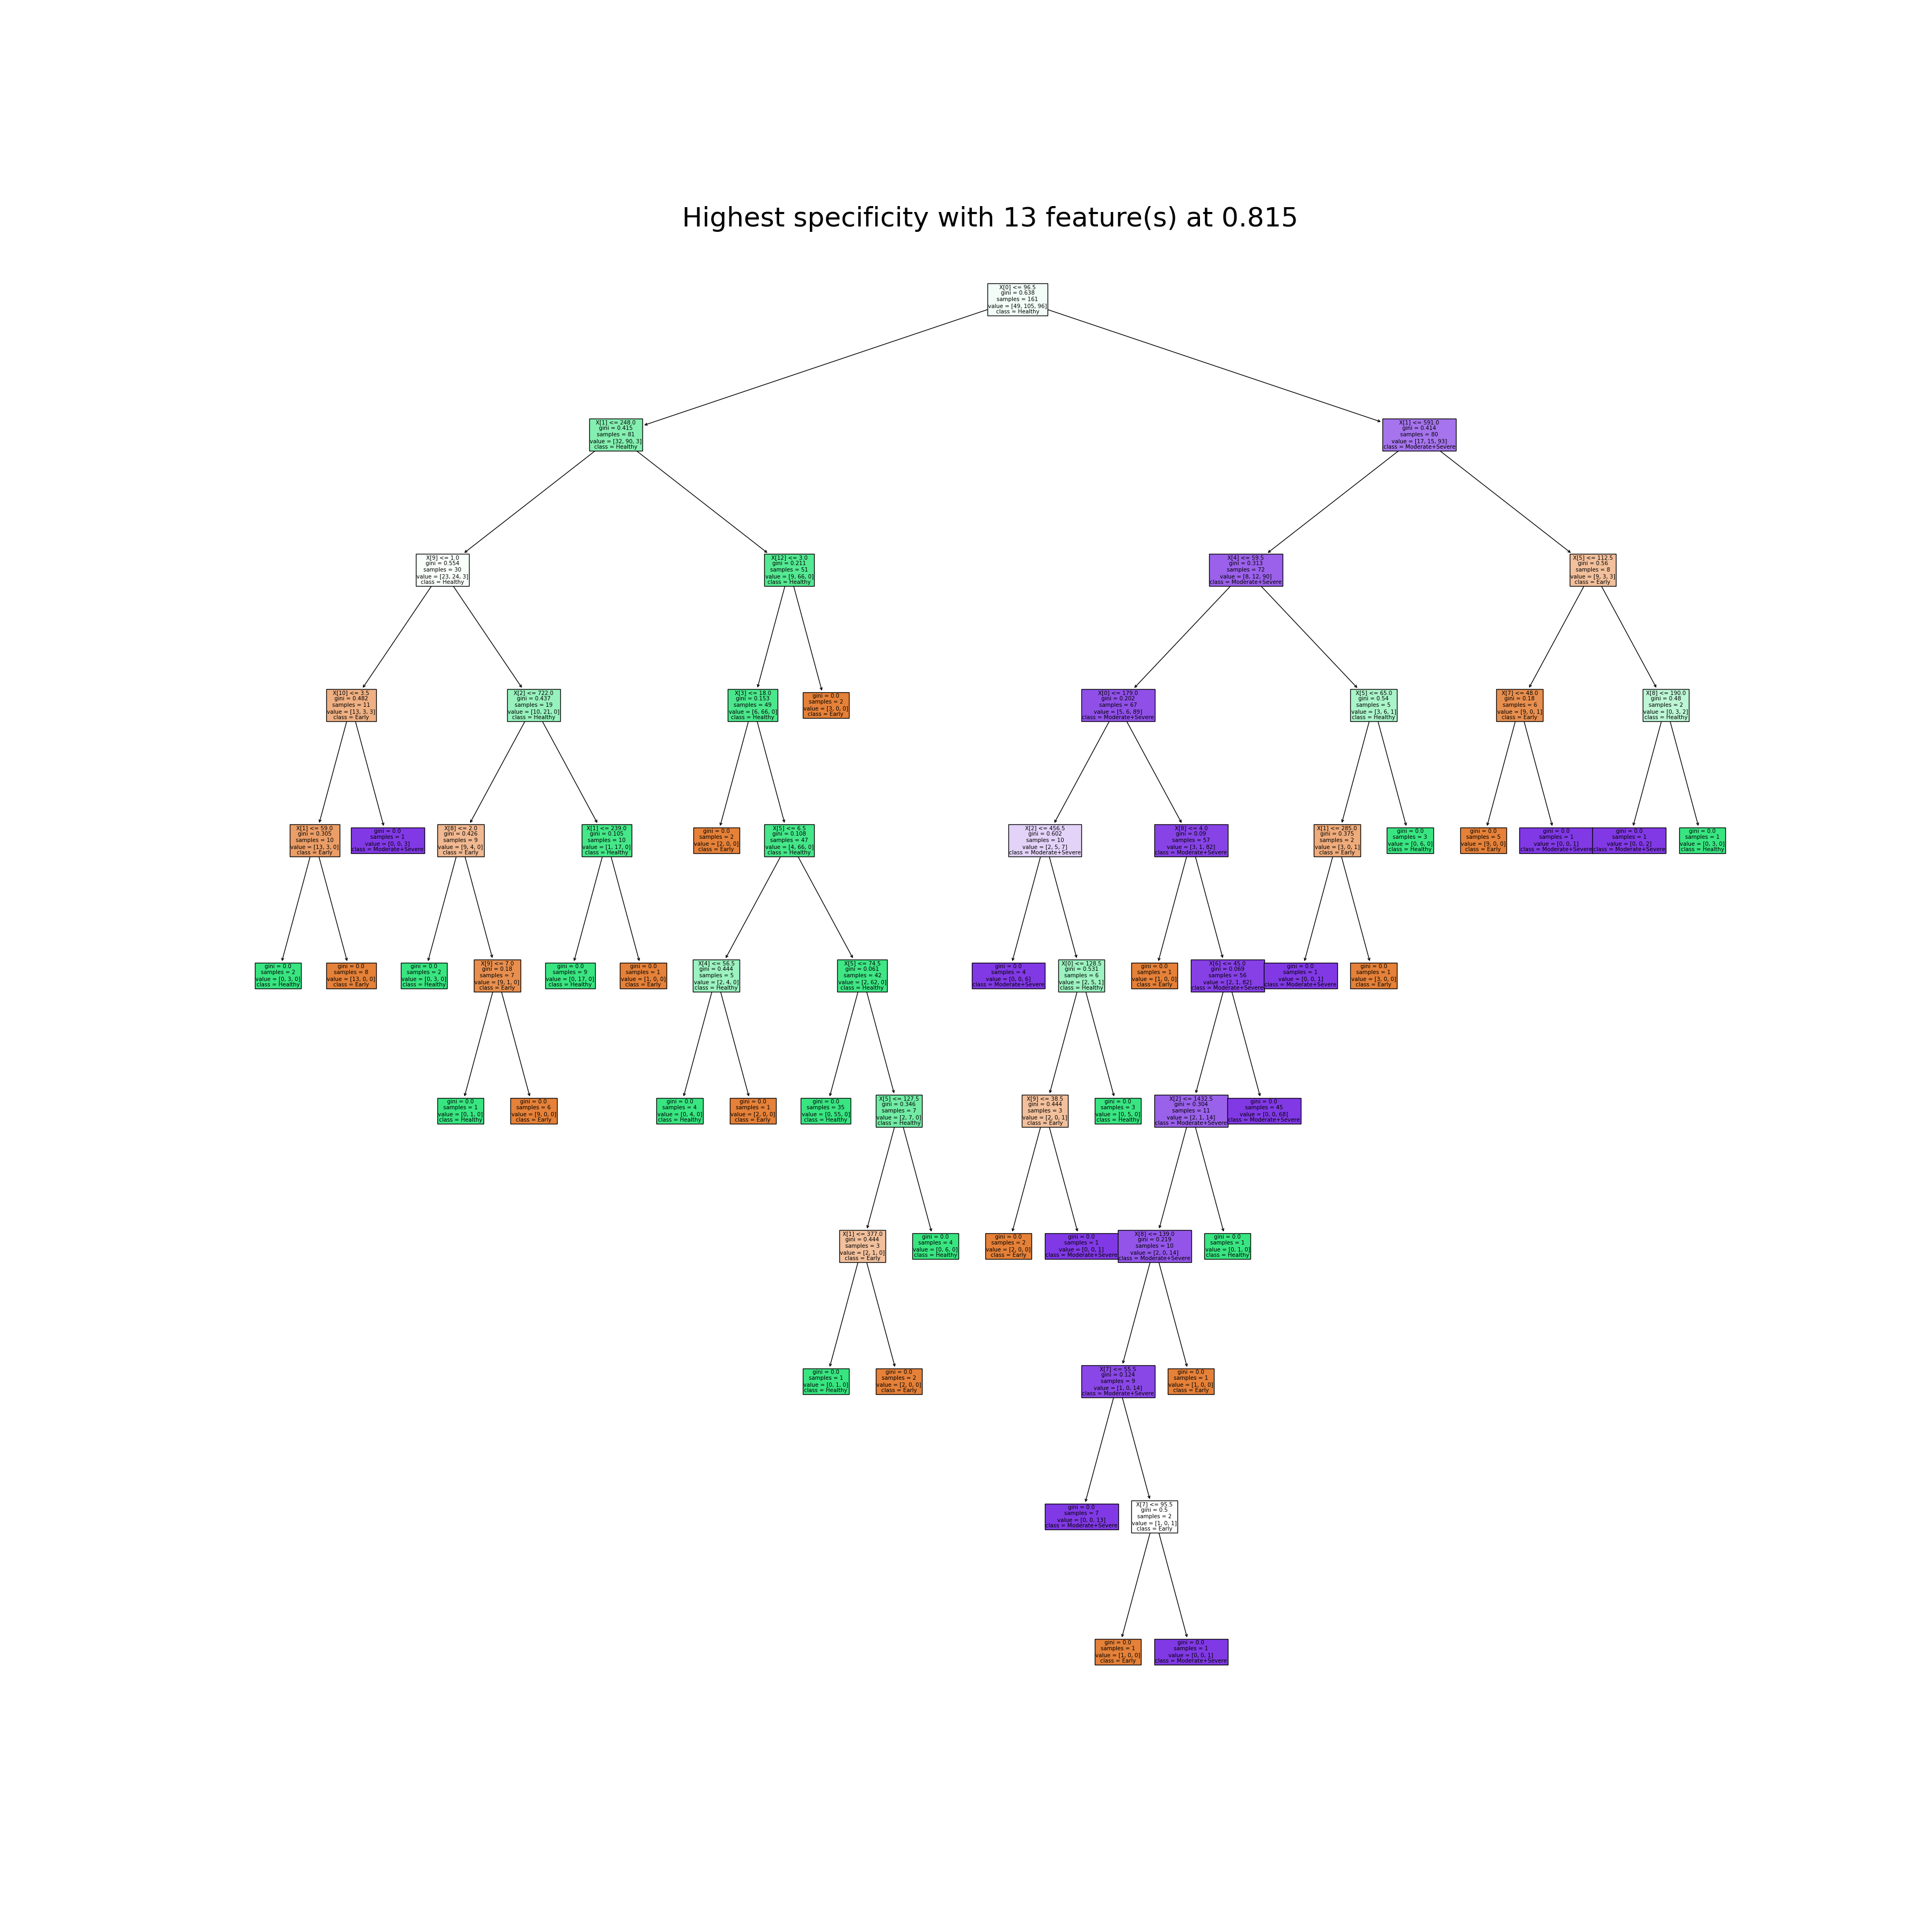 Highest specificity with 13 feature(s) at 0.815
X[0] <= 96.5
gini = 0.638
samples = 161
value = [49, 105, 96]
class = Healthy
X[1] <= 248.0
gini = 0.415
samples = 81
value = [32, 90, 3]
class = Healthy
X[1] <= 591.0
gini = 0.414
samples = 80
value = [17, 15, 93]
class = Moderate+Severe
X[9] <= 1.0
gini = 0.554
samples = 30
value = [23, 24, 3]
class = Healthy
X[12] <= 3.0
gini = 0.211
samples = 51
value = [9, 66, 0]
class = Healthy
X[4] <= 59.5
gini = 0.313
samples = 72
value = [8, 12, 90]
class = Moderate+Severe
X[5] <= 112.5
gini = 0.56
samples = 8
value = [9, 3, 3]
class = Early
X[10] <= 3.5
gini = 0.482
samples = 11
value = [13, 3, 3]
class = Early
X[2] <= 722.0
gini = 0.437
samples = 19
value = [10, 21, 0]
class = Healthy
X[3] <= 18.0
gini = 0.153
samples = 49
value = [6, 66, 0]
class = Healthy
gini = 0.0
samples = 2
value = [3, 0, 0]
class = Early
X[0] <= 179.0
gini = 0.202
samples = 67
value = [5, 6, 89]
class = Moderate+Severe
X[5] <= 65.0
gini = 0.54
samples = 5
value = [3, 6, 1]
class = Healthy
X[7] <= 48.0
gini = 0.18
samples = 6
value = [9, 0, 1]
class = Early
X[8] <= 190.0
gini = 0.48
samples = 2
value = [0, 3, 2]
class = Healthy
X[1] <= 59.0
gini = 0.305
samples = 10
value = [13, 3, 0]
class = Early
gini = 0.0
samples = 1
value = [0, 0, 3]
class = Moderate+Severe
X[8] <= 2.0
gini = 0.426
samples = 9
value = [9, 4, 0]
class = Early
X[1] <= 239.0
gini = 0.105
samples = 10
value = [1, 17, 0]
class = Healthy
gini = 0.0
samples = 2
value = [2, 0, 0]
class = Early
X[5] <= 6.5
gini = 0.108
samples = 47
value = [4, 66, 0]
class = Healthy
X[2] <= 456.5
gini = 0.602
samples = 10
value = [2, 5, 7]
class = Moderate+Severe
X[8] <= 4.0
gini = 0.09
samples = 57
value = [3, 1, 82]
class = Moderate+Severe
X[1] <= 285.0
gini = 0.375
samples = 2
value = [3, 0, 1]
class = Early
gini = 0.0
samples = 3
value = [0, 6, 0]
class = Healthy
gini = 0.0
samples = 5
value = [9, 0, 0]
class = Early
gini = 0.0
samples = 1
value = [0, 0, 1]
class = Moderate+Severe
gini = 0.0
samples = 1
value = [0, 0, 2]
class = Moderate+Severe
gini = 0.0
samples = 1
value = [0, 3, 0]
class = Healthy
gini = 0.0
samples = 2
value = [0, 3, 0]
class = Healthy
gini = 0.0
samples = 8
value = [13, 0, 0]
class = Early
gini = 0.0
samples = 2
value = [0, 3, 0]
class = Healthy
X[9] <= 7.0
gini = 0.18
samples = 7
value = [9, 1, 0]
class = Early
gini = 0.0
samples = 9
value = [0, 17, 0]
class = Healthy
gini = 0.0
samples = 1
value = [1, 0, 0]
class = Early
X[4] <= 56.5
gini = 0.444
samples = 5
value = [2, 4, 0]
class = Healthy
X[5] <= 74.5
gini = 0.061
samples = 42
value = [2, 62, 0]
class = Healthy
gini = 0.0
samples = 4
value = [0, 0, 6]
class = Moderate+Severe
X[0] <= 128.5
gini = 0.531
samples = 6
value = [2, 5, 1]
class = Healthy
gini = 0.0
samples = 1
value = [1, 0, 0]
class = Early
X[6] <= 45.0
gini = 0.069
samples = 56
value = [2, 1, 82]
class = Moderate+Severe
gini = 0.0
samples = 1
value = [0, 0, 1]
class = Moderate+Severe
gini = 0.0
samples = 1
value = [3, 0, 0]
class = Early
gini = 0.0
samples = 1
value = [0, 1, 0]
class = Healthy
gini = 0.0
samples = 6
value = [9, 0, 0]
class = Early
gini = 0.0
samples = 4
value = [0, 4, 0]
class = Healthy
gini = 0.0
samples = 1
value = [2, 0, 0]
class = Early
gini = 0.0
samples = 35
value = [0, 55, 0]
class = Healthy
X[5] <= 127.5
gini = 0.346
samples = 7
value = [2, 7, 0]
class = Healthy
X[9] <= 38.5
gini = 0.444
samples = 3
value = [2, 0, 1]
class = Early
gini = 0.0
samples = 3
value = [0, 5, 0]
class = Healthy
X[2] <= 1432.5
gini = 0.304
samples = 11
value = [2, 1, 14]
class = Moderate+Severe
gini = 0.0
samples = 45
value = [0, 0, 68]
class = Moderate+Severe
X[1] <= 377.0
gini = 0.444
samples = 3
value = [2, 1, 0]
class = Early
gini = 0.0
samples = 4
value = [0, 6, 0]
class = Healthy
gini = 0.0
samples = 2
value = [2, 0, 0]
class = Early
gini = 0.0
samples = 1
value = [0, 0, 1]
class = Moderate+Severe
X[8] <= 139.0
gini = 0.219
samples = 10
value = [2, 0, 14]
class = Moderate+Severe
gini = 0.0
samples = 1
value = [0, 1, 0]
class = Healthy
gini = 0.0
samples = 1
value = [0, 1, 0]
class = Healthy
gini = 0.0
samples = 2
value = [2, 0, 0]
class = Early
X[7] <= 55.5
gini = 0.124
samples = 9
value = [1, 0, 14]
class = Moderate+Severe
gini = 0.0
samples = 1
value = [1, 0, 0]
class = Early
gini = 0.0
samples = 7
value = [0, 0, 13]
class = Moderate+Severe
X[7] <= 95.5
gini = 0.5
samples = 2
value = [1, 0, 1]
class = Early
gini = 0.0
samples = 1
value = [1, 0, 0]
class = Early
gini = 0.0
samples = 1
value = [0, 0, 1]
class = Moderate+Severe